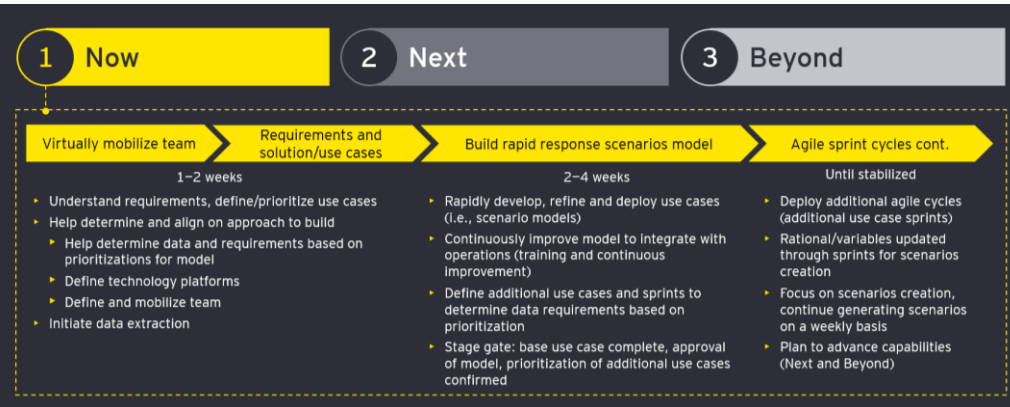 1 Now
2 Next
3 Beyond
Virtually mobilize team
Requirements and
solution/use cases
Build rapid response scenarios model
Agile sprint cycles cont.
1–2 weeks
Understand requirements, define/prioritize use cases
Help determine and align on approach to build
Help determine data and requirements based on
prioritizations for model
Define technology platforms
Define and mobilize team
Initiate data extraction
2–4 weeks
Rapidly develop, refine and deploy use cases
(i.e., scenario models)
Continuously improve model to integrate with
operations (training and continuous
improvement)
Define additional use cases and sprints to
determine data requirements based on
prioritization
Stage gate: base use case complete, approval
of model, prioritization of additional use cases
confirmed
Until stabilized
Deploy additional agile cycles
(additional use case sprints)
Rational/variables updated
through sprints for scenarios
creation
Focus on scenarios creation,
continue generating scenarios
on a weekly basis
Plan to advance capabilities
(Next and Beyond)